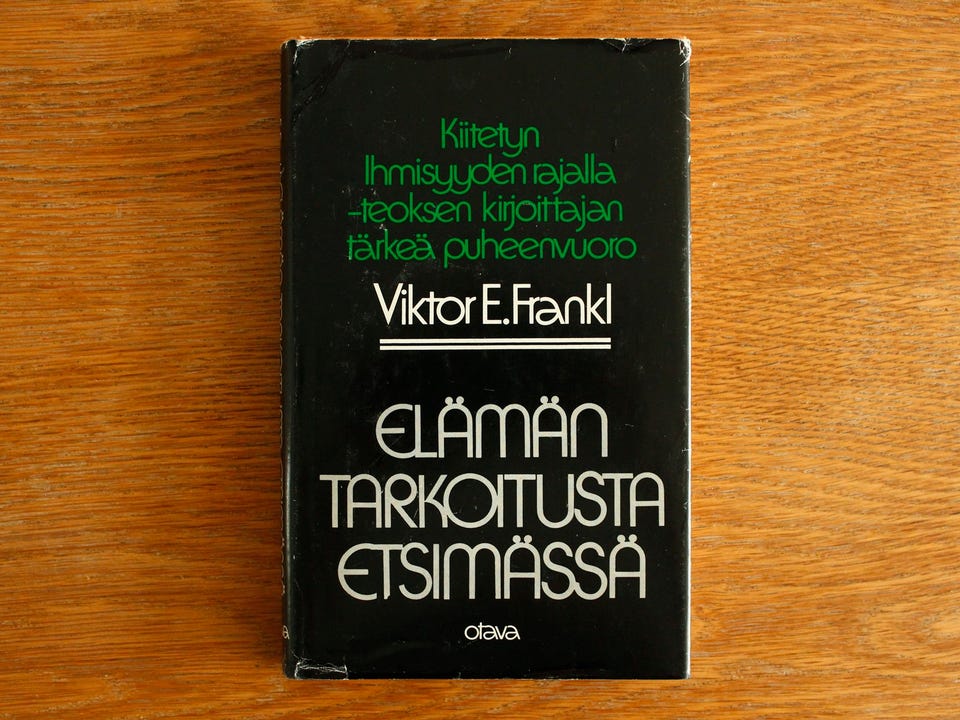 Kiitetyn
Ihmisyyden rajalla
-teoksen kirjoittajan
tärkeä puheenvuoro
Viktor E. Frankl
ELÄMÄN
TARKOITUSTA
ETSIMÄSSÄ
otava